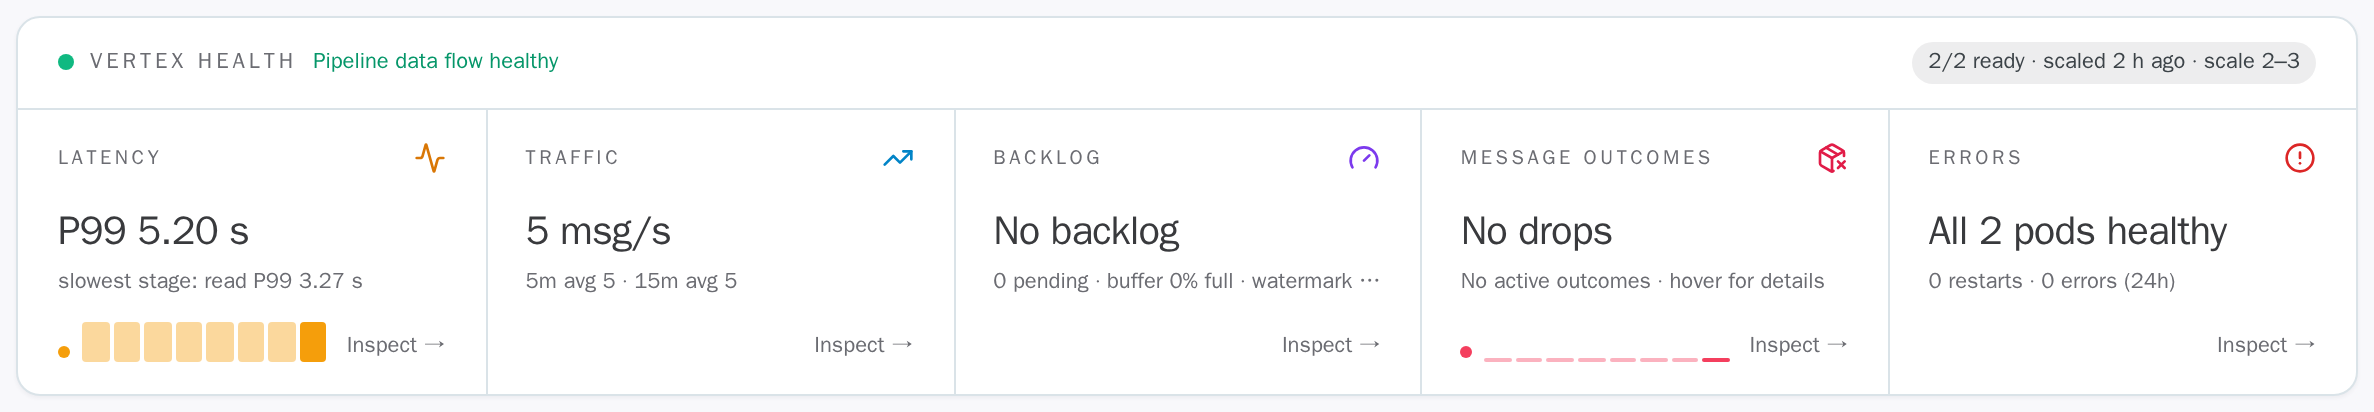 VERTEX HEALTH Pipeline data flow healthy
2/2 ready · scaled 2 h ago · scale 2–3
LATENCY
P99 5.20 s
slowest stage: read P99 3.27 s
Inspect →
TRAFFIC
5 msg/s
5m avg 5 · 15m avg 5
Inspect →
BACKLOG
No backlog
0 pending · buffer 0% full · watermark ···
Inspect →
MESSAGE OUTCOMES
No drops
No active outcomes · hover for details
Inspect →
ERRORS
All 2 pods healthy
0 restarts · 0 errors (24h)
Inspect →